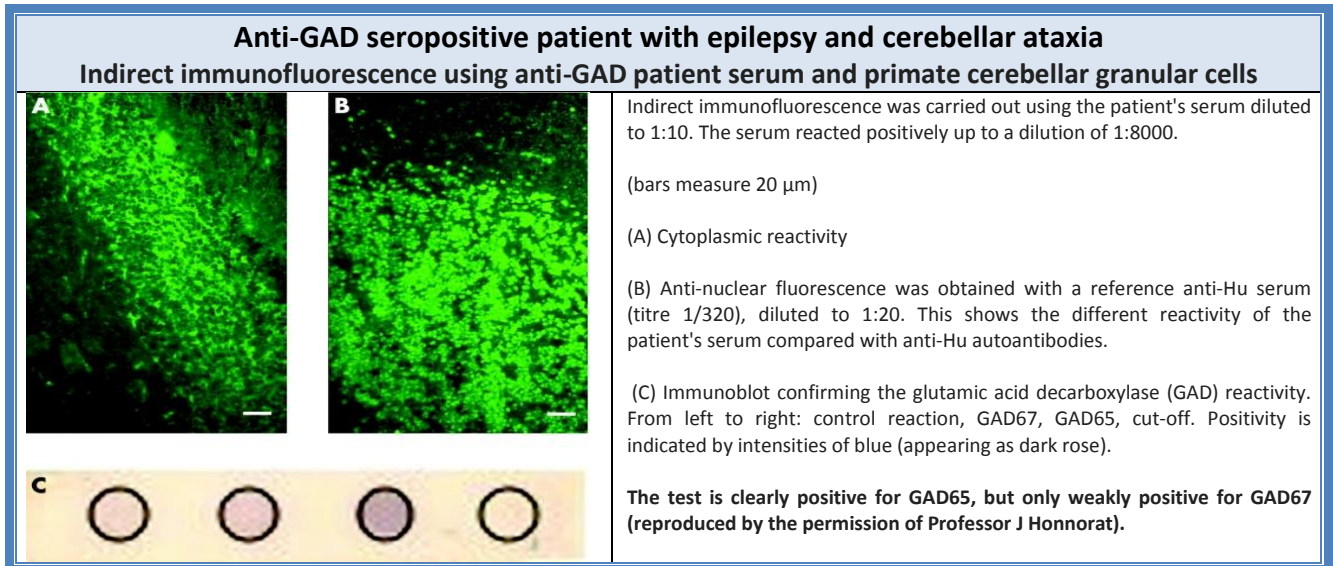 Anti-GAD seropositive patient with epilepsy and cerebellar ataxia
Indirect immunofluorescence using anti-GAD patient serum and primate cerebellar granular cells
A
B
C
Indirect immunofluorescence was carried out using the patient's serum diluted
to 1:10. The serum reacted positively up to a dilution of 1:8000.
(bars measure 20 μm)
(A) Cytoplasmic reactivity
(B) Anti-nuclear fluorescence was obtained with a reference anti-Hu serum
(titre 1/320), diluted to 1:20. This shows the different reactivity of the
patient's serum compared with anti-Hu autoantibodies.
(C) Immunoblot confirming the glutamic acid decarboxylase (GAD) reactivity.
From left to right: control reaction, GAD67, GAD65, cut-off. Positivity is
indicated by intensities of blue (appearing as dark rose).
The test is clearly positive for GAD65, but only weakly positive for GAD67
(reproduced by the permission of Professor J Honnorat).